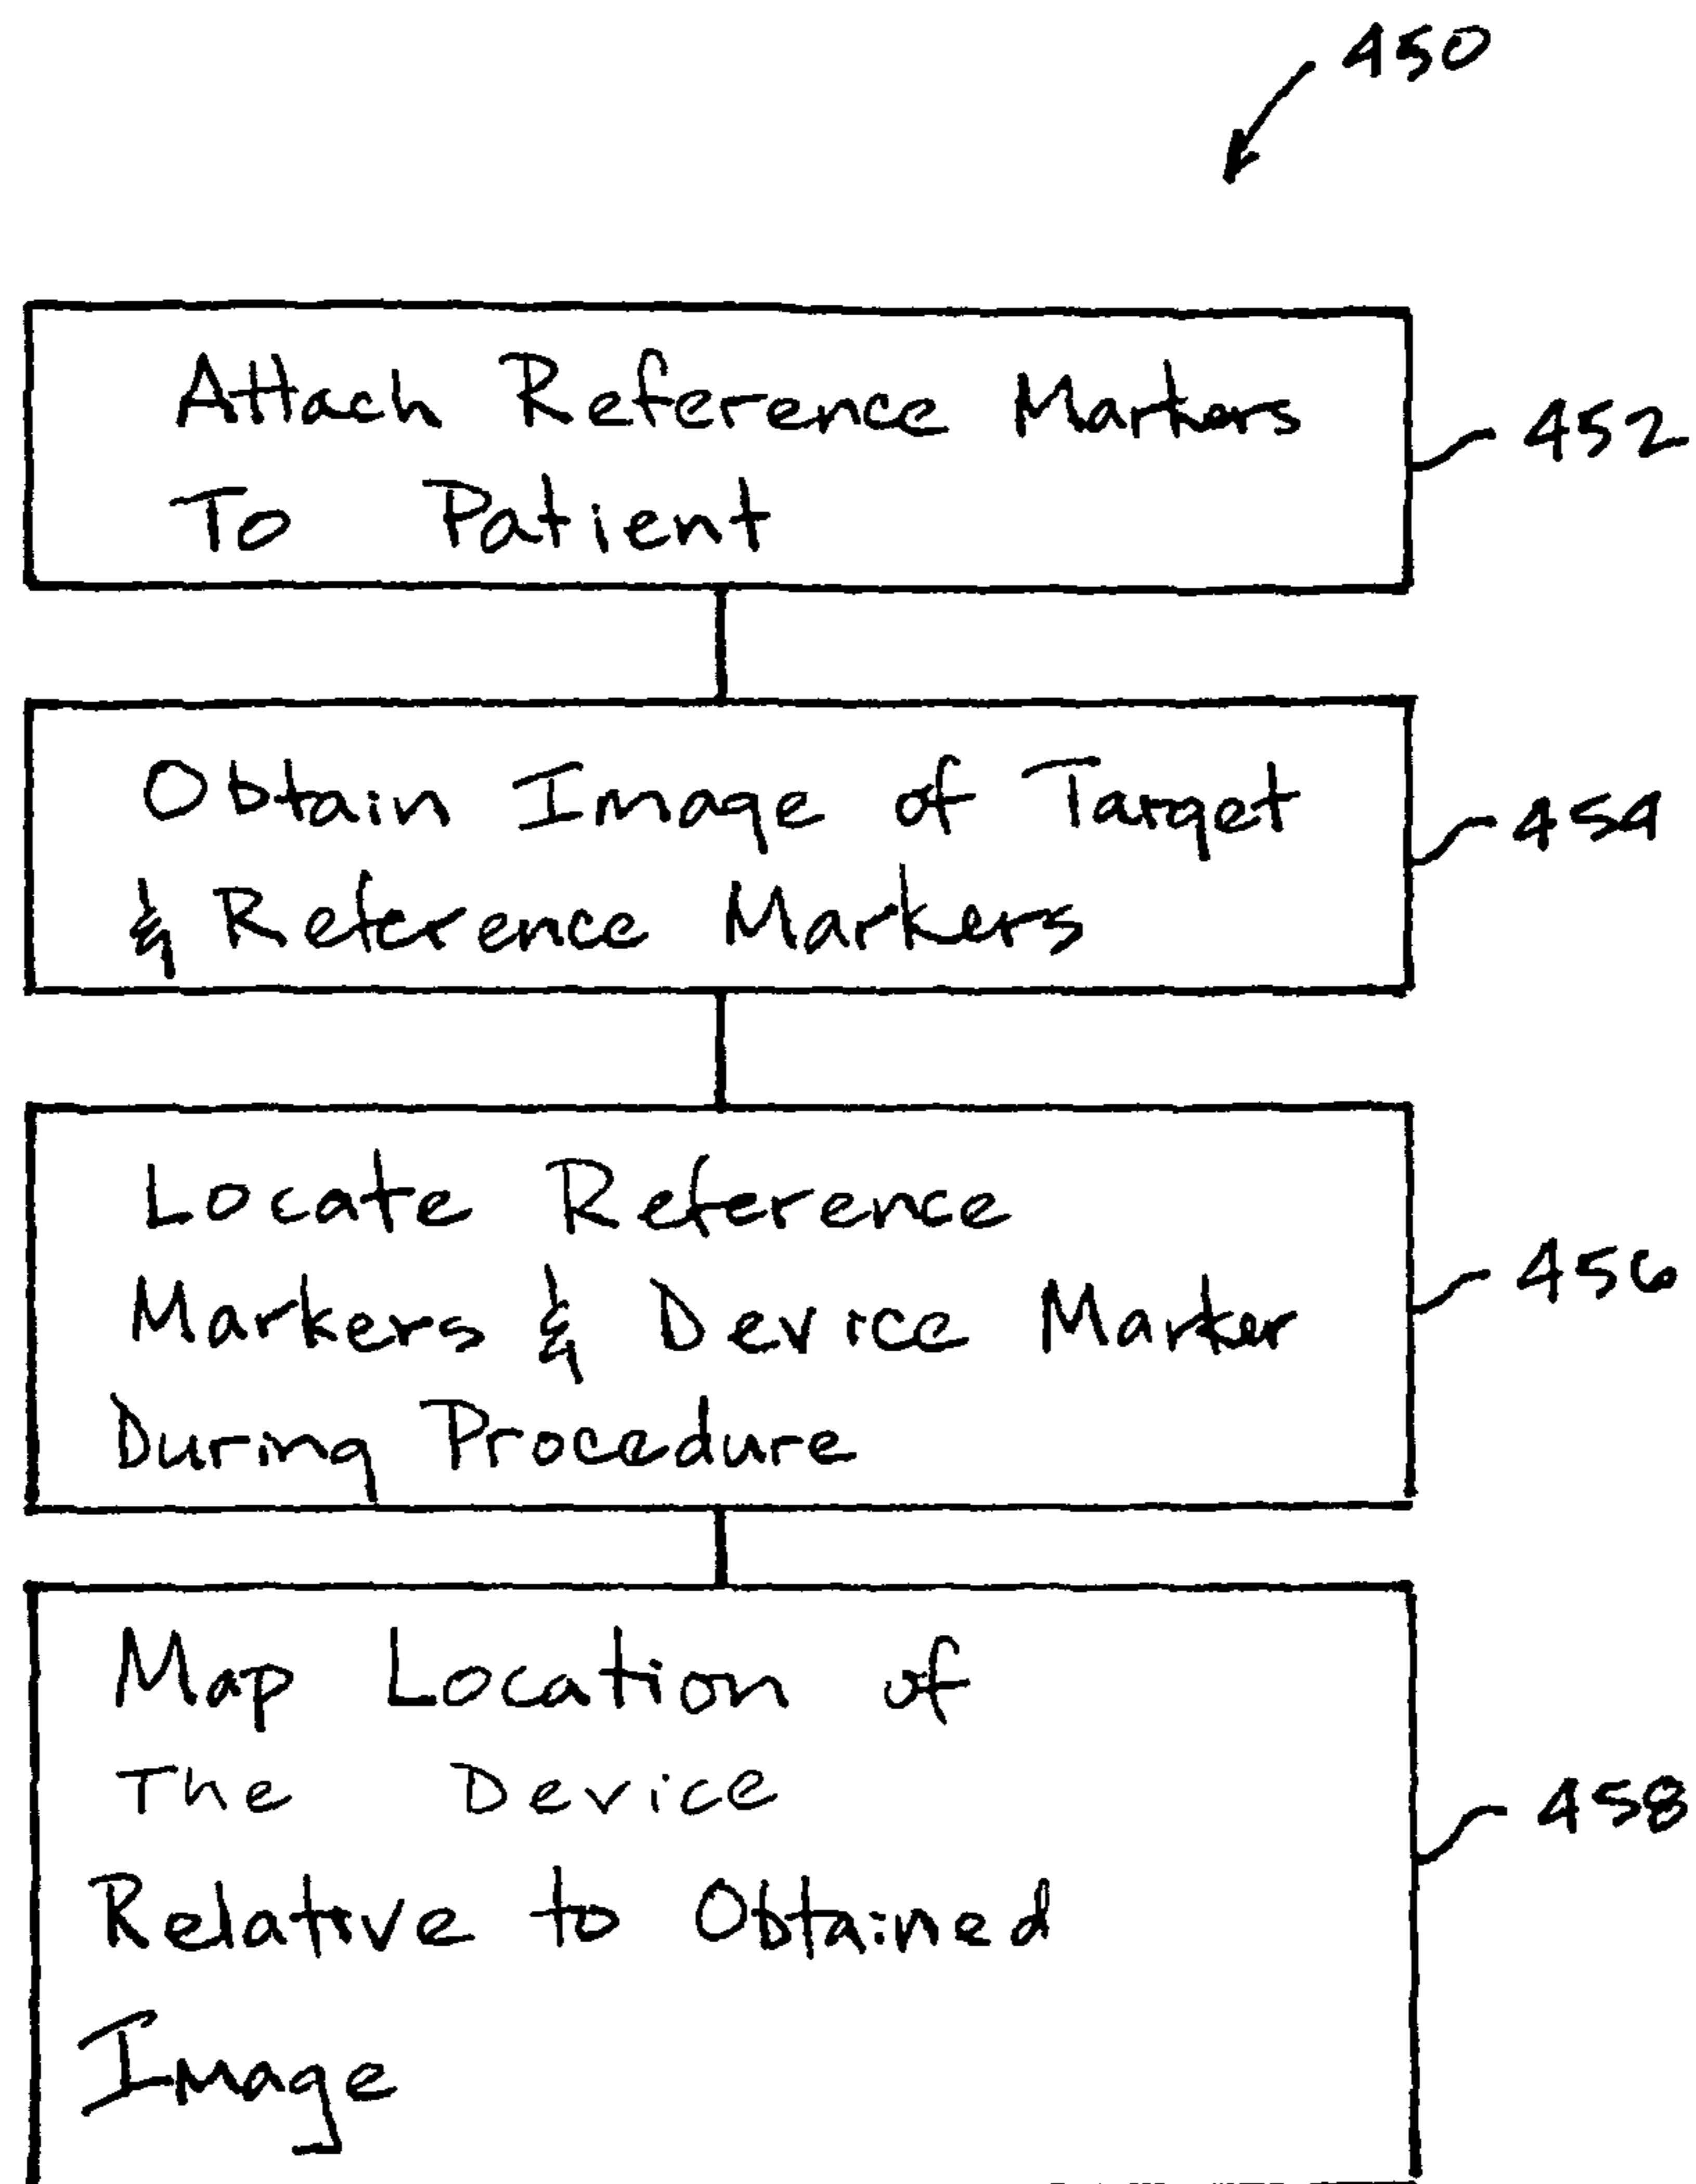 450
Attach Reference Markers
To Patient
452
Obtain Image of Target
& Reference Markers
454
Locate Reference
Markers & Device Marker
During Procedure
456
Map Location of
The Device
Relative to Obtained
Image
458